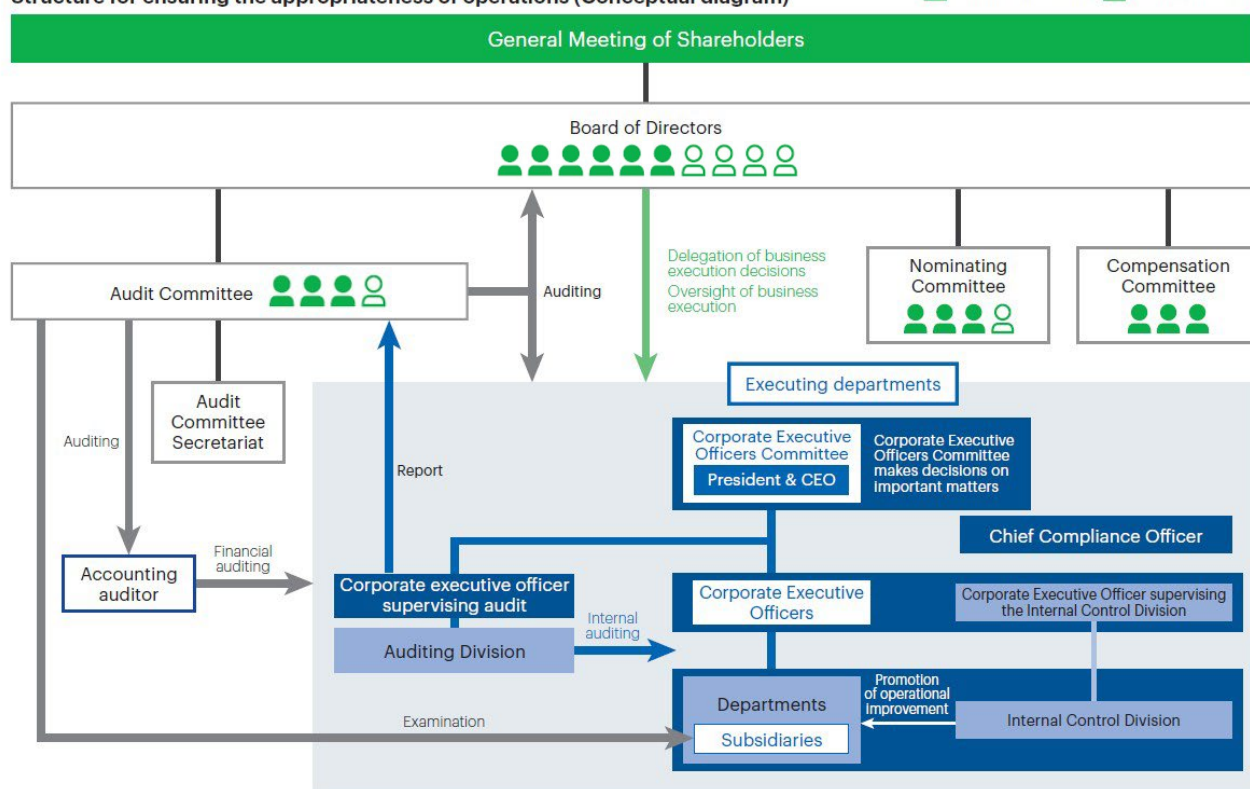 Structure for ensuring the appropriateness of operations (Conceptual diagram)
General Meeting of Shareholders
Board of Directors
Audit Committee
Auditing
Delegation of business
execution decisions
Oversight of business
execution
Nominating
Committee
Compensation
Committee
Audit
Committee
Secretariat
Auditing
Report
Executing departments
Corporate Executive
Officers Committee
President & CEO
Corporate Executive
Officers Committee
makes decisions on
important matters
Chief Compliance Officer
Accounting
auditor
Financial
auditing
Corporate executive officer
supervising audit
Auditing Division
Internal
auditing
Corporate Executive
Officers
Corporate Executive Officer supervising
the Internal Control Division
Departments
Subsidiaries
Promotion
of operational
improvement
Internal Control Division
Examination